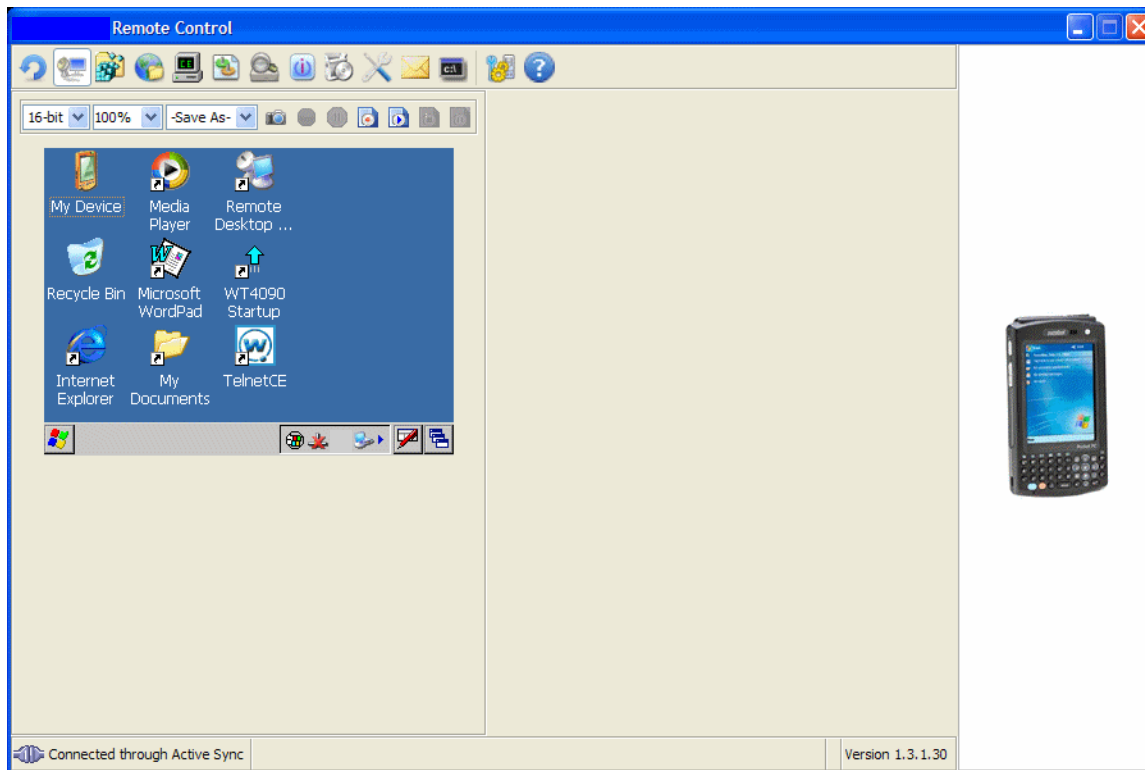 Remote Control
16-bit 100% -Save As-
My Device
Media
Player
Remote
Desktop ...
Recycle Bin
Microsoft
WordPad
WT4090
Startup
Internet
Explorer
My
Documents
TelnetCE
Connected through Active Sync
Version 1.3.1.30